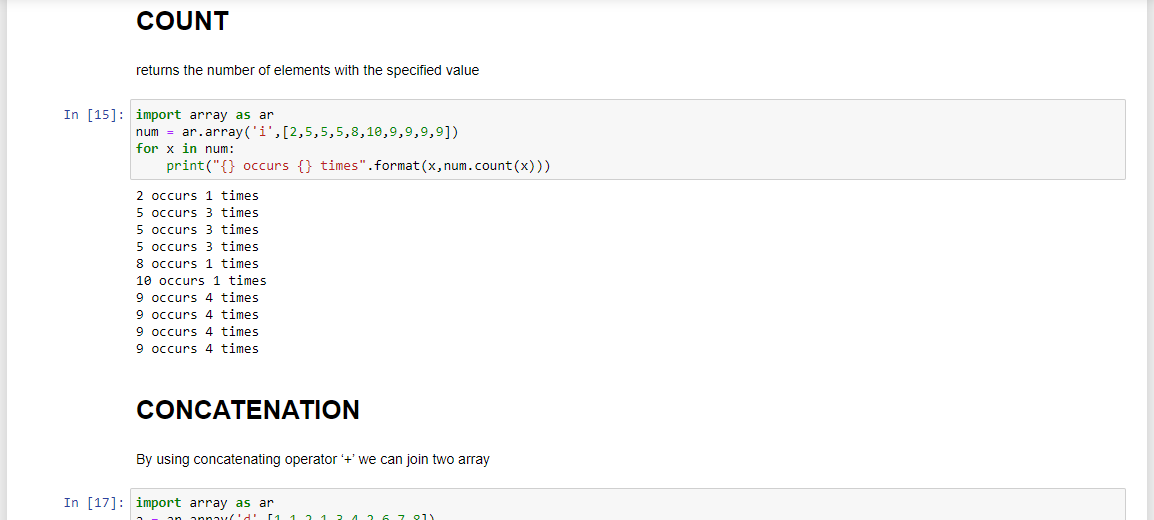 COUNT
returns the number of elements with the specified value
In [15]: import array as ar
num = ar.array('i',[2,5,5,5,8,10,9,9,9,9])
for x in num:
    print("{} occurs {} times".format(x,num.count(x)))
2 occurs 1 times
5 occurs 3 times
5 occurs 3 times
5 occurs 3 times
8 occurs 1 times
10 occurs 1 times
9 occurs 4 times
9 occurs 4 times
9 occurs 4 times
9 occurs 4 times
CONCATENATION
By using concatenating operator ‘+’ we can join two array
In [17]: import array as ar